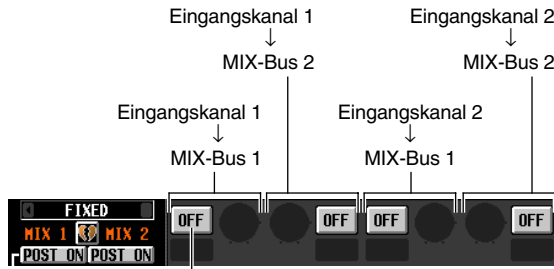 Eingangskanal 1
↓
MIX-Bus 2
Eingangskanal 2
↓
MIX-Bus 2
Eingangskanal 1
↓
MIX-Bus 1
Eingangskanal 2
↓
MIX-Bus 1
FIXED
MIX 1 MIX 2
POST ON POST ON
OFF OFF OFF OFF